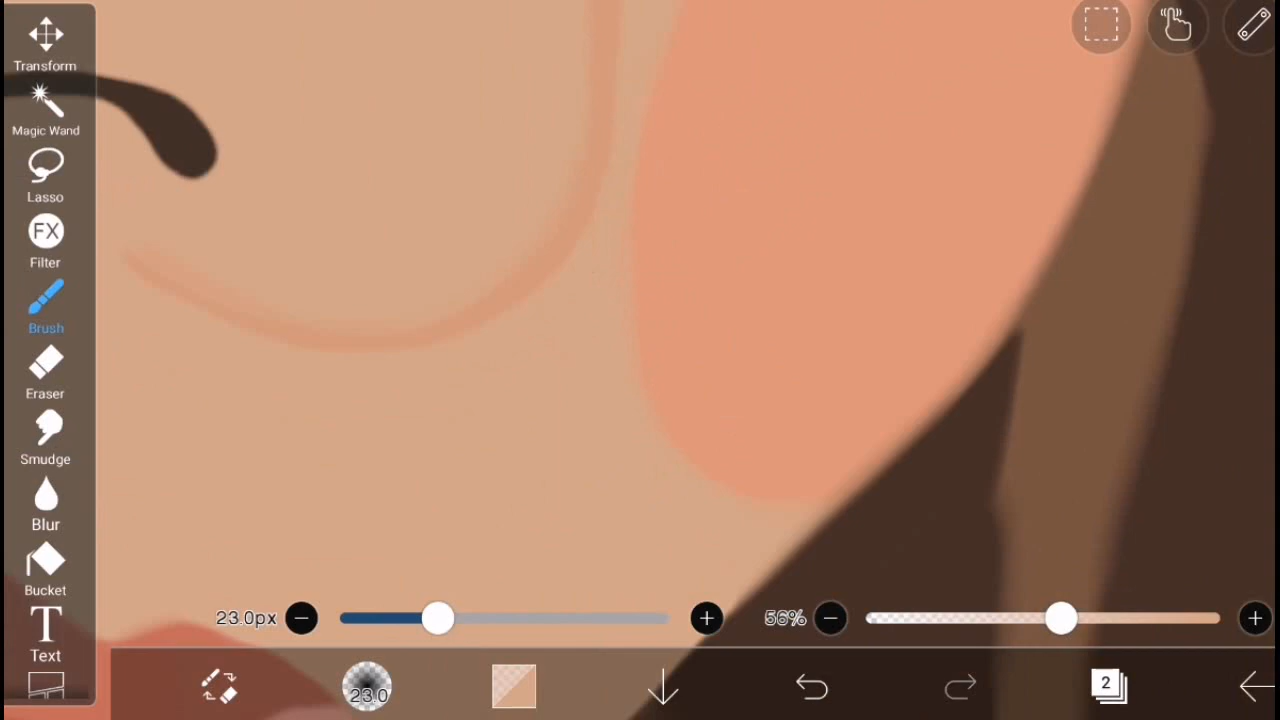 Transform
Magic Wand
Lasso
FX
Filter
Brush
Eraser
Smudge
Blur
Bucket
T
Text
23.0px
56%
23.0
2